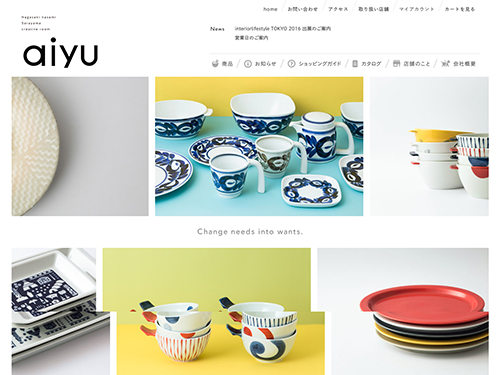 home お問い合わせ アクセス 取り扱い店舗 マイアカウント カートを見る
Nagasaki hasami
Sarayama
creative room
aiyu
News
interiorlifestyle TOKYO 2016 出展のご案内
営業日のご案内
商品 お知らせ ショッピングガイド カタログ 店舗のこと 会社概要
Change needs into wants.